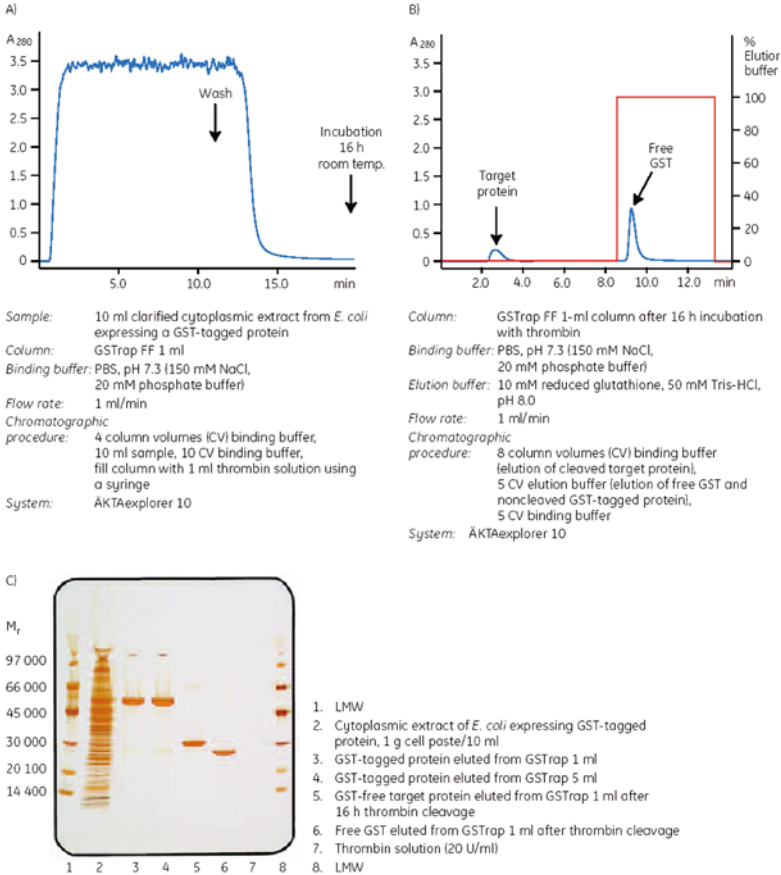 A)
A280
3.5
3.0
2.5
2.0
1.5
1.0
0.5
0
Wash
Incubation
16 h
room temp.
5.0 10.0 15.0 min
Sample: 10 ml clarified cytoplasmic extract from E. coli
expressing a GST-tagged protein
Column: GSTrap FF 1 ml
Binding buffer: PBS, pH 7.3 (150 mM NaCl,
20 mM phosphate buffer)
Flow rate: 1 ml/min
Chromatographic
procedure: 4 column volumes (CV) binding buffer,
10 ml sample, 10 CV binding buffer,
fill column with 1 ml thrombin solution using
a syringe
System: ÄKTAexplorer 10
B)
A280
3.5
3.0
2.5
2.0
1.5
1.0
0.5
0
%
Elution
buffer
100
80
60
40
20
0
Target
protein
Free
GST
2.0 4.0 6.0 8.0 10.0 12.0 min
Column: GSTrap FF 1-ml column after 16 h incubation
with thrombin
Binding buffer: PBS, pH 7.3 (150 mM NaCl,
20 mM phosphate buffer)
Elution buffer: 10 mM reduced glutathione, 50 mM Tris-HCl,
pH 8.0
Flow rate: 1 ml/min
Chromatographic
procedure: 8 column volumes (CV) binding buffer
(elution of cleaved target protein),
5 CV elution buffer (elution of free GST and
noncleaved GST-tagged protein),
5 CV binding buffer
System: ÄKTAexplorer 10
C)
Mr
97 000
66 000
45 000
30 000
20 100
14 400
1 2 3 4 5 6 7 8
1. LMW
2. Cytoplasmic extract of E. coli expressing GST-tagged
protein, 1 g cell paste/10 ml
3. GST-tagged protein eluted from GSTrap 1 ml
4. GST-tagged protein eluted from GSTrap 5 ml
5. GST-free target protein eluted from GSTrap 1 ml after
16 h thrombin cleavage
6. Free GST eluted from GSTrap 1 ml after thrombin cleavage
7. Thrombin solution (20 U/ml)
8. LMW